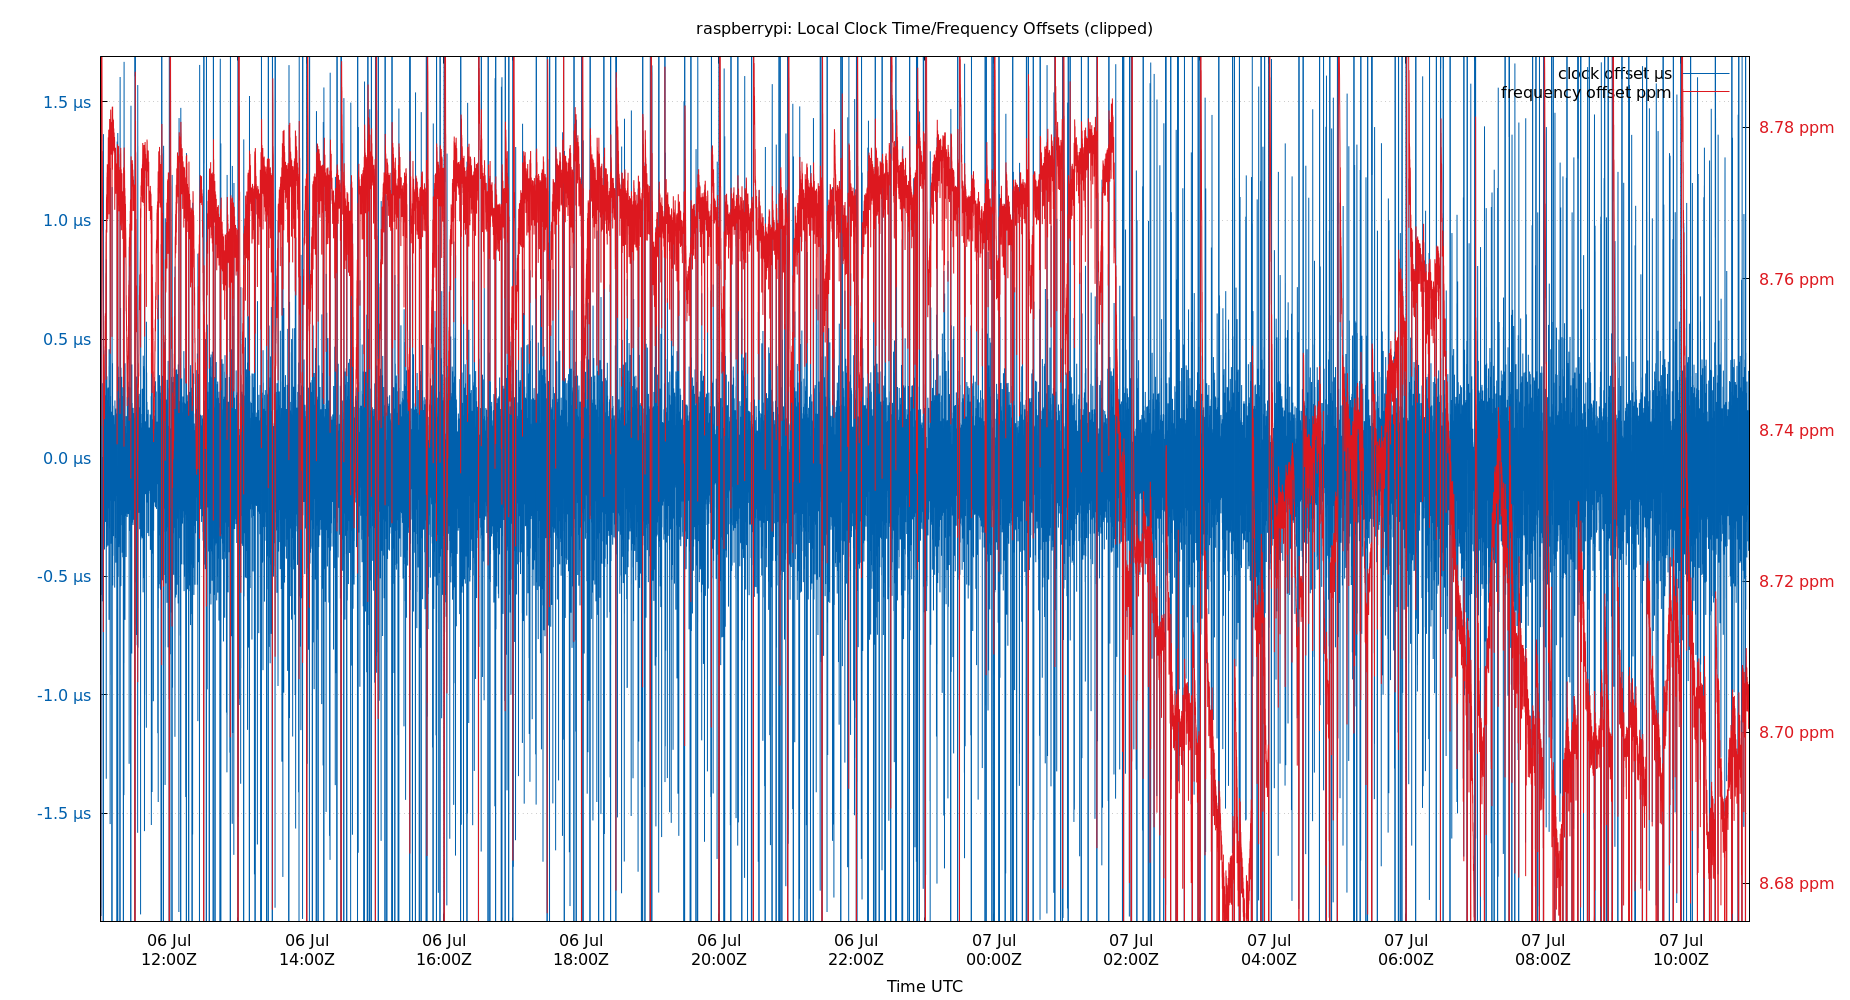 raspberrypi: Local Clock Time/Frequency Offsets (clipped)
clock offset µs
frequency offset ppm
1.5 µs
1.0 µs
0.5 µs
0.0 µs
-0.5 µs
-1.0 µs
-1.5 µs
8.78 ppm
8.76 ppm
8.74 ppm
8.72 ppm
8.70 ppm
8.68 ppm
06 Jul 06 Jul 06 Jul 06 Jul 06 Jul 06 Jul 07 Jul 07 Jul 07 Jul 07 Jul 07 Jul 07 Jul
12:00Z 14:00Z 16:00Z 18:00Z 20:00Z 22:00Z 00:00Z 02:00Z 04:00Z 06:00Z 08:00Z 10:00Z
Time UTC